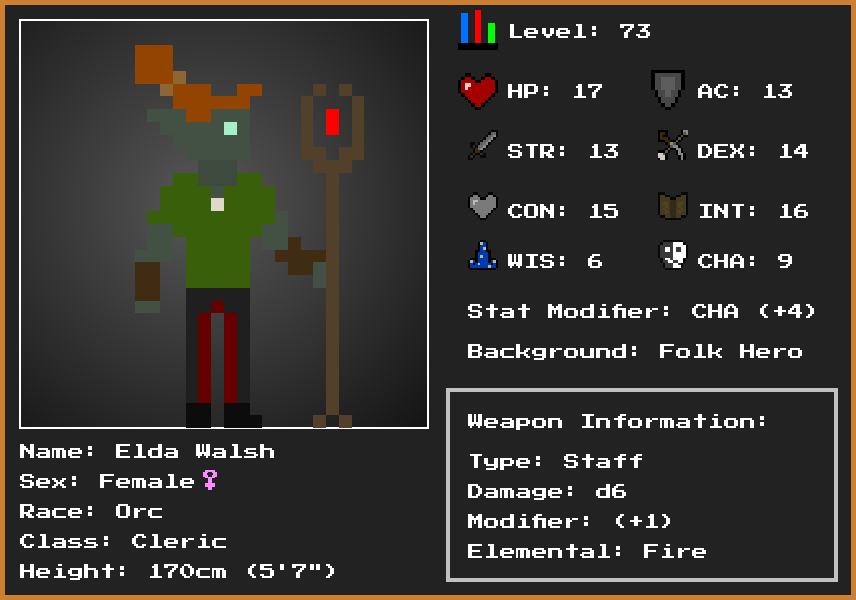 Level: 73
HP: 17
AC: 13
STR: 13
DEX: 14
CON: 15
INT: 16
WIS: 6
CHA: 9
Stat Modifier: CHA (+4)
Background: Folk Hero
Weapon Information:
Type: Staff
Damage: d6
Modifier: (+1)
Elemental: Fire
Name: Elda Walsh
Sex: Female♀
Race: Orc
Class: Cleric
Height: 170cm (5'7")